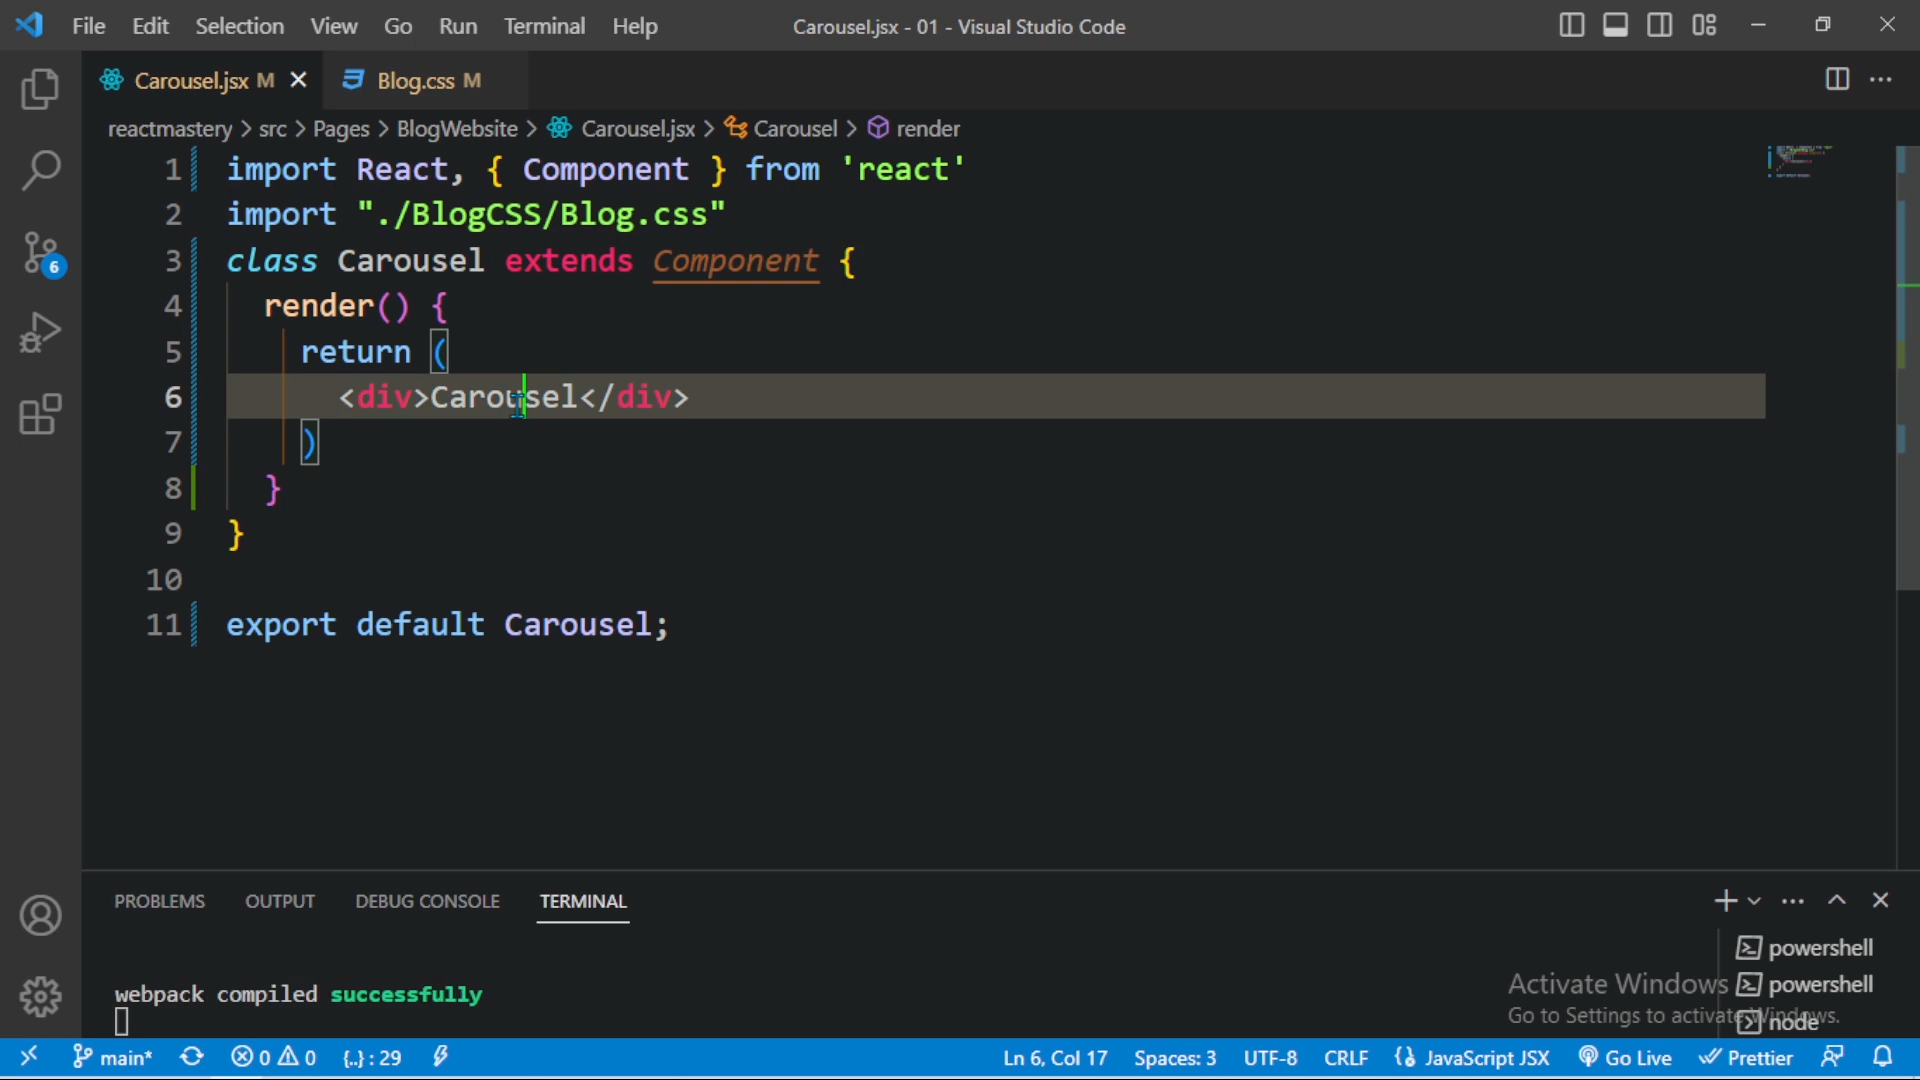 File Edit Selection View Go Run Terminal Help Carousel.jsx - 01 - Visual Studio Code
Carousel.jsx M Blog.css M
reactmastery > src > Pages > BlogWebsite > Carousel.jsx > Carousel > render
1 import React, { Component } from 'react'
2 import "./BlogCSS/Blog.css"
3 class Carousel extends Component {
4 render() {
5 return (
6 <div>Carousel</div>
7 )
8 }
9 }
10
11 export default Carousel;
6
PROBLEMS OUTPUT DEBUG CONSOLE TERMINAL
powershell
webpack compiled successfully
Activate Windows
powershell
Go to Settings to activate Windows.
node
main* 0 0 {..} : 29 Ln 6, Col 17 Spaces: 3 UTF-8 CRLF JavaScript JSX Go Live Prettier